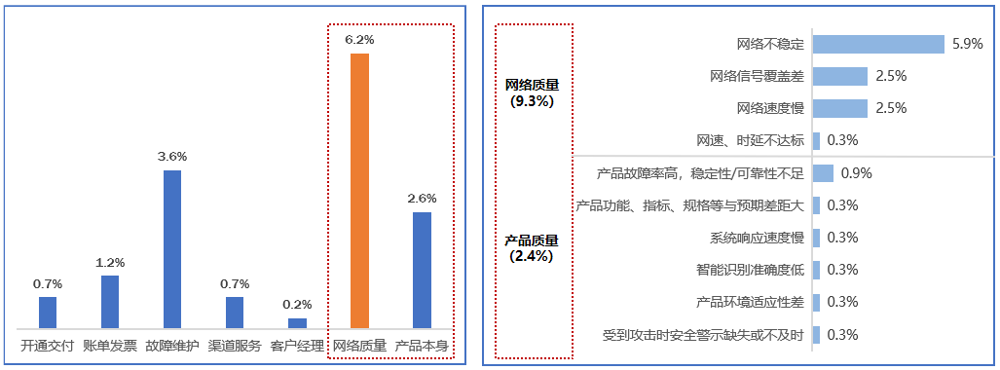 6.2%
3.6%
2.6%
1.2%
0.7%
0.7%
0.2%
开通交付 账单发票 故障维护 渠道服务 客户经理 网络质量 产品本身
网络质量
(9.3%)
网络不稳定 5.9%
网络信号覆盖差 2.5%
网络速度慢 2.5%
网速、时延不达标 0.3%
产品质量
(2.4%)
产品故障率高，稳定性/可靠性不足 0.9%
产品功能、指标、规格等与预期差距大 0.3%
系统响应速度慢 0.3%
智能识别准确度低 0.3%
产品环境适应性差 0.3%
受到攻击时安全警示缺失或不及时 0.3%